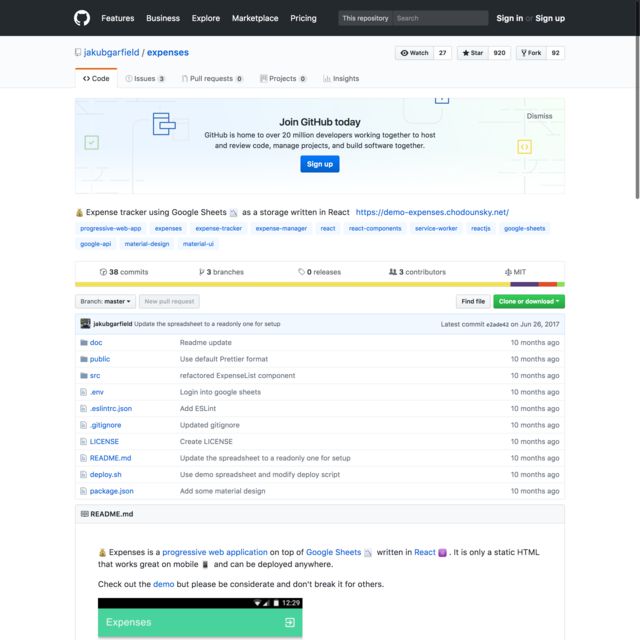 Features Business Explore Marketplace Pricing This repository Search Sign in or Sign up
jakubgarfield / expenses Watch 27 Star 920 Fork 92
Code Issues 3 Pull requests 0 Projects 0 Insights
Join GitHub today
Dismiss
GitHub is home to over 20 million developers working together to host
and review code, manage projects, and build software together.
Sign up
Expense tracker using Google Sheets as a storage written in React https://demo-expenses.chodounsky.net/
progressive-web-app expenses expense-tracker expense-manager react react-components service-worker reactjs google-sheets
google-api material-design material-ui
38 commits 3 branches 0 releases 3 contributors MIT
Branch: master New pull request Find file Clone or download
jakubgarfield Update the spreadsheet to a readonly one for setup Latest commit e2ade42 on Jun 26, 2017
doc Readme update 10 months ago
public Use default Prettier format 10 months ago
src refactored ExpenseList component 10 months ago
.env Login into google sheets 10 months ago
.eslintrc.json Add ESLint 10 months ago
.gitignore Updated gitignore 10 months ago
LICENSE Create LICENSE 10 months ago
README.md Update the spreadsheet to a readonly one for setup 10 months ago
deploy.sh Use demo spreadsheet and modify deploy script 10 months ago
package.json Add some material design 10 months ago
README.md
Expenses is a progressive web application on top of Google Sheets written in React . It is only a static HTML
that works great on mobile and can be deployed anywhere.
Check out the demo but please be considerate and don't break it for others.
12:29
Expenses